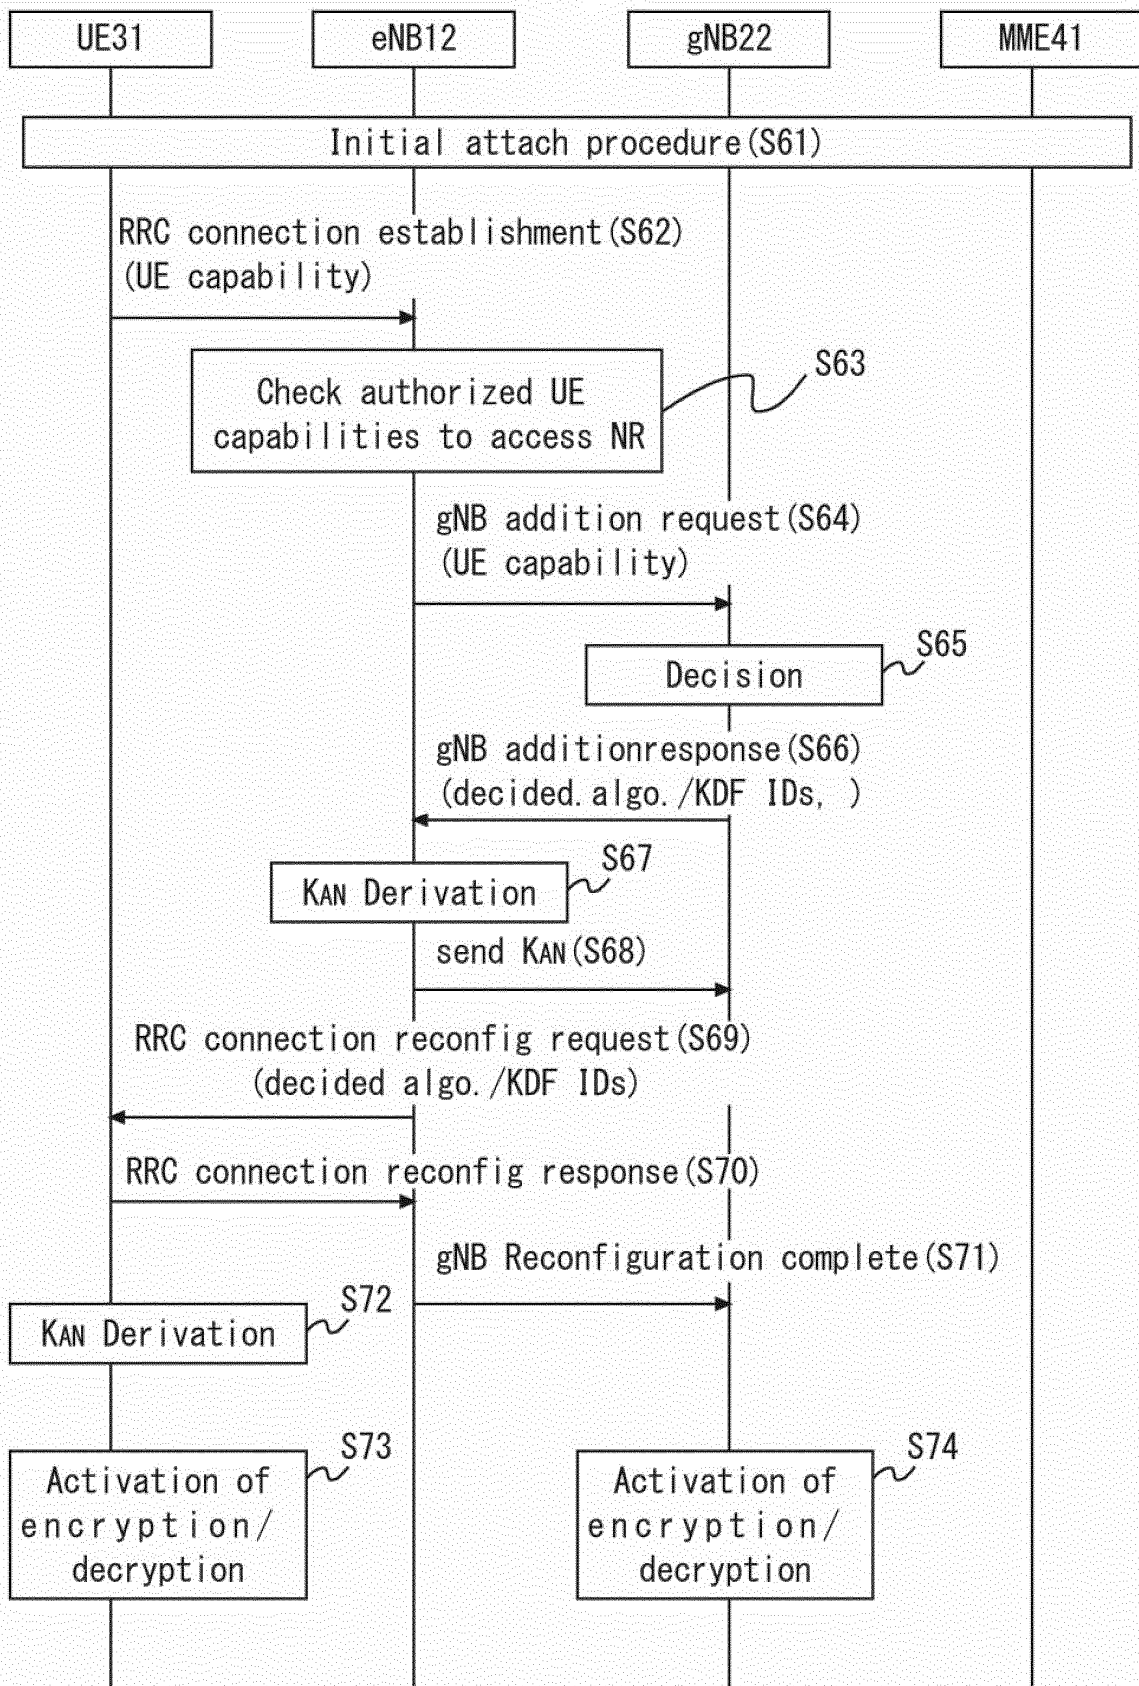 UE31
eNB12
gNB22
MME41
Initial attach procedure(S61)
RRC connection establishment(S62)
(UE capability)
S63
Check authorized UE
capabilities to access NR
gNB addition request(S64)
(UE capability)
S65
Decision
gNB additionresponse(S66)
(decided.algo./KDF IDs, )
S67
KAN Derivation
send KAN(S68)
RRC connection reconfig request(S69)
(decided algo./KDF IDs)
RRC connection reconfig response(S70)
gNB Reconfiguration complete(S71)
S72
KAN Derivation
S73
Activation of
encryption/
decryption
S74
Activation of
encryption/
decryption